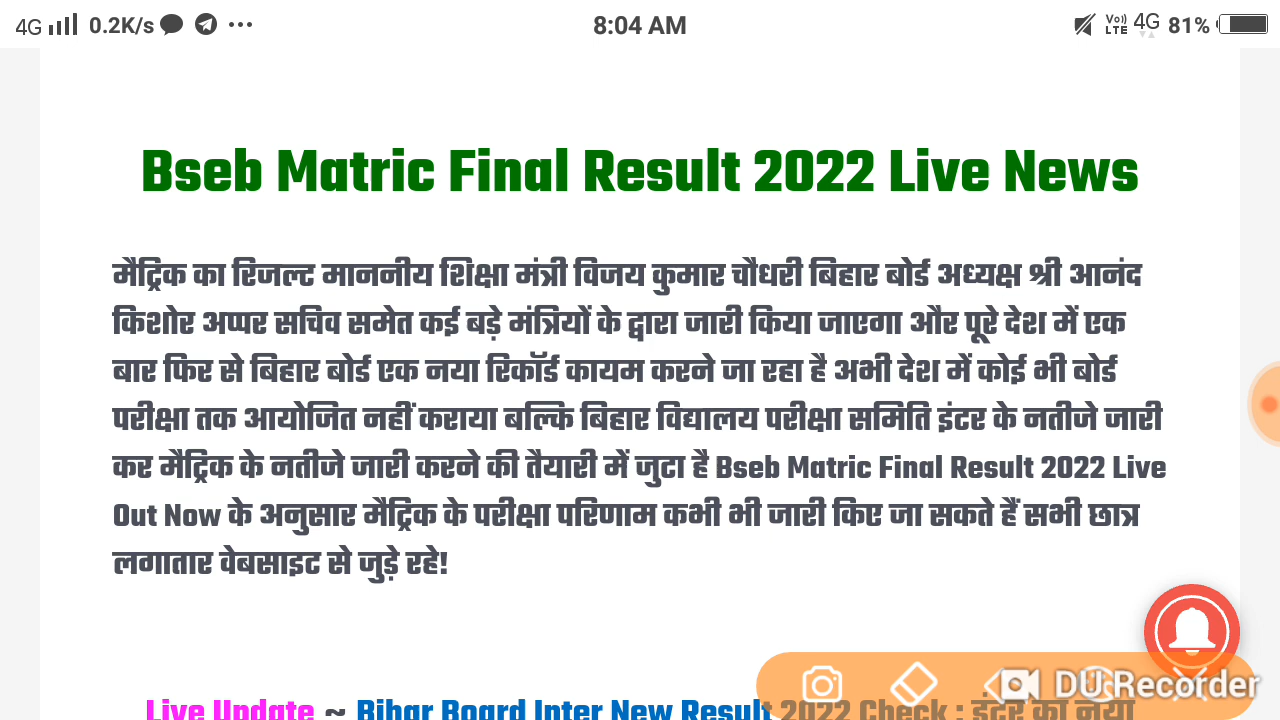 4G 0.2K/s 8:04 AM Vo) LTE 4G 81%
Bseb Matric Final Result 2022 Live News
मैट्रिक का रिजल्ट माननीय शिक्षा मंत्री विजय कुमार चौधरी बिहार बोर्ड अध्यक्ष श्री आनंद
किशोर अप्पर सचिव समेत कई बड़े मंत्रियों के द्वारा जारी किया जाएगा और पूरे देश में एक
बार फिर से बिहार बोर्ड एक नया रिकॉर्ड कायम करने जा रहा है अभी देश में कोई भी बोर्ड
परीक्षा तक आयोजित नहीं कराया बल्कि बिहार विद्यालय परीक्षा समिति इंटर के नतीजे जारी
कर मैट्रिक के नतीजे जारी करने की तैयारी में जुटा है Bseb Matric Final Result 2022 Live
Out Now के अनुसार मैट्रिक के परीक्षा परिणाम कभी भी जारी किए जा सकते हैं सभी छात्र
लगातार वेबसाइट से जुड़े रहे!
DU Recorder
Live Update ~ Bihar Board Inter New Result 2022 Check : इंटर का नया